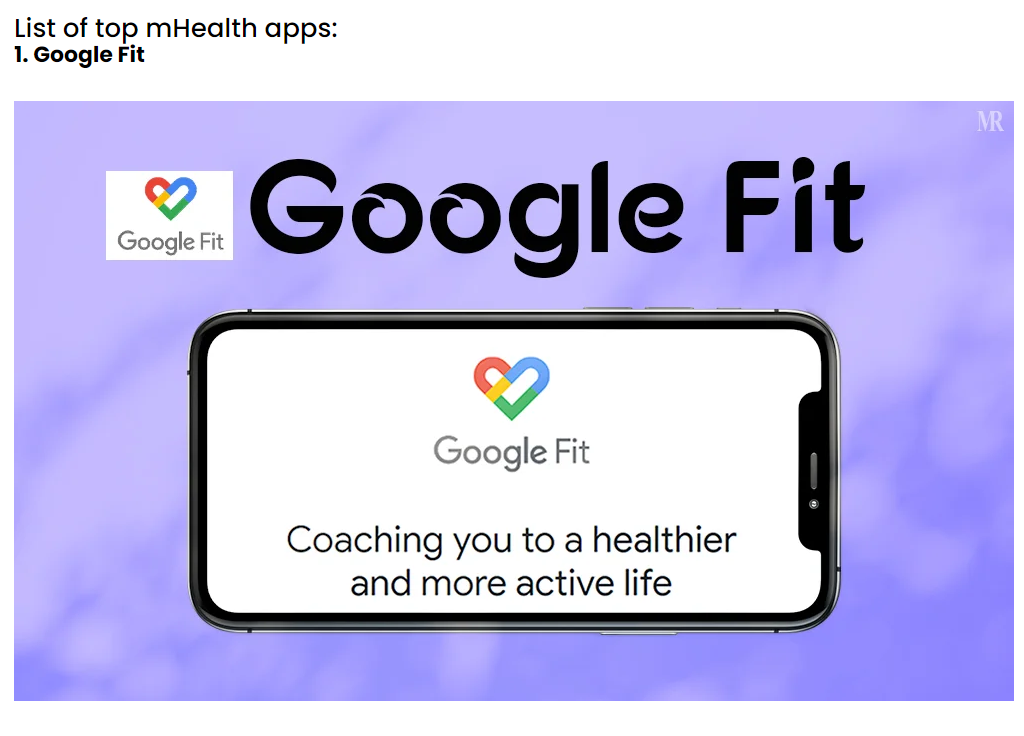 List of top mHealth apps:
1. Google Fit
MR
Google Fit
Google Fit
Google Fit
Coaching you to a healthier
and more active life